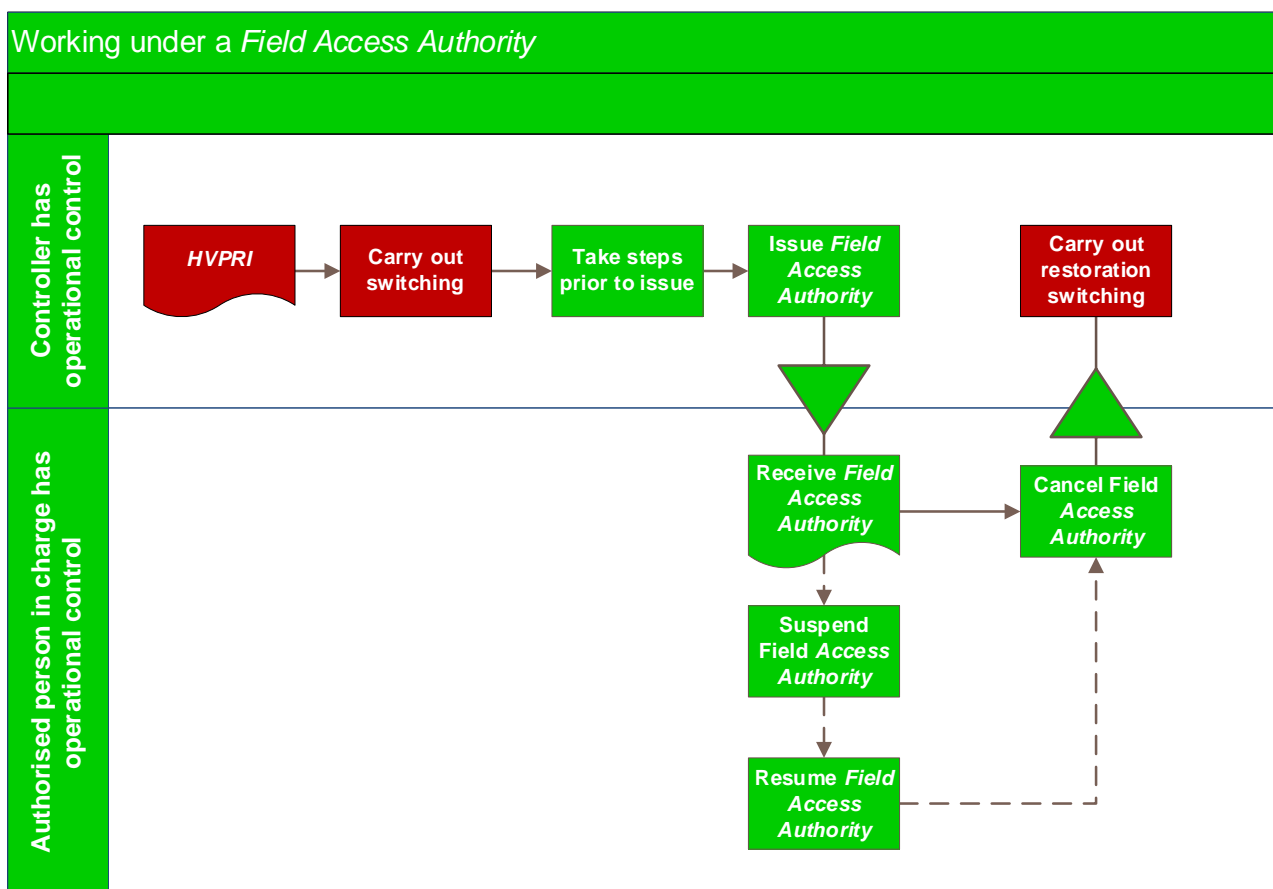 Working under a Field Access Authority
Controller has
operational control
HVPRI
Carry out
switching
Take steps
prior to issue
Issue Field
Access
Authority
Carry out
restoration
switching
Authorised person in charge has
operational control
Receive Field
Access
Authority
Cancel Field
Access
Authority
Suspend
Field Access
Authority
Resume Field
Access
Authority